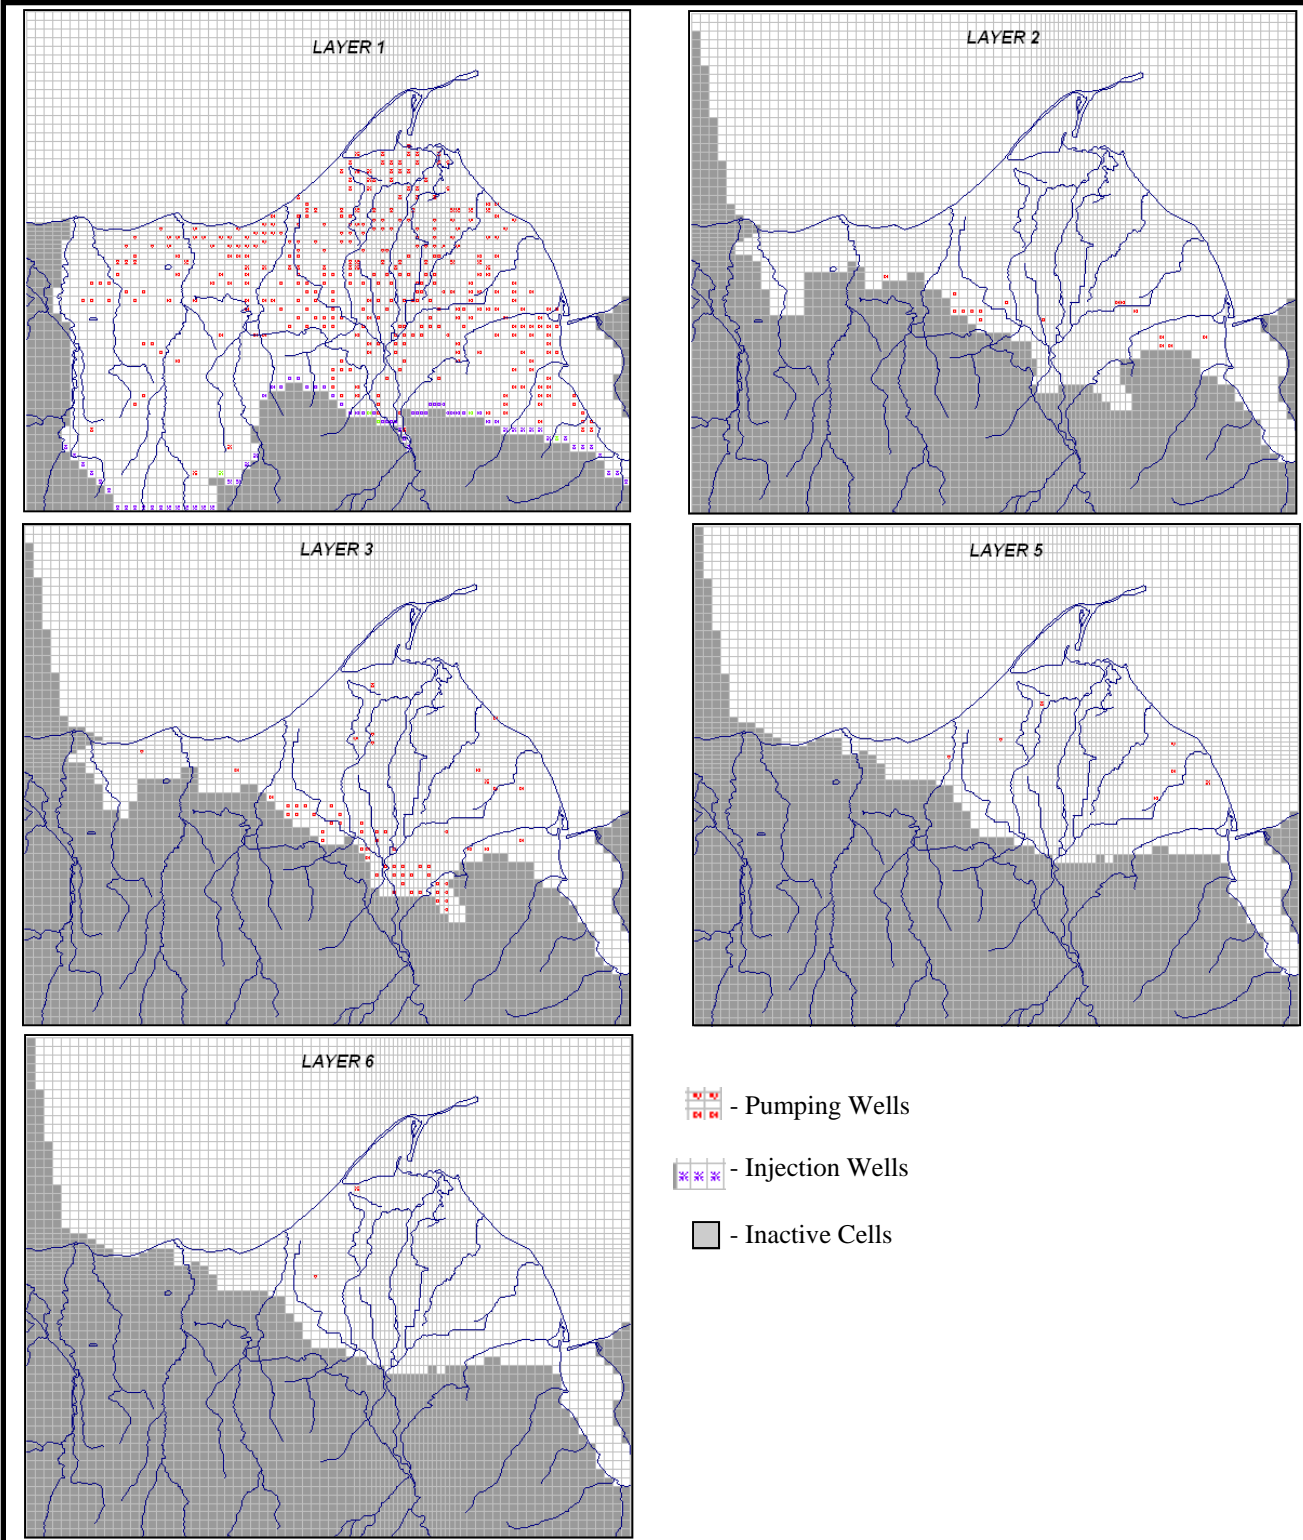 LAYER 1
LAYER 2
LAYER 3
LAYER 5
LAYER 6
- Pumping Wells
- Injection Wells
- Inactive Cells